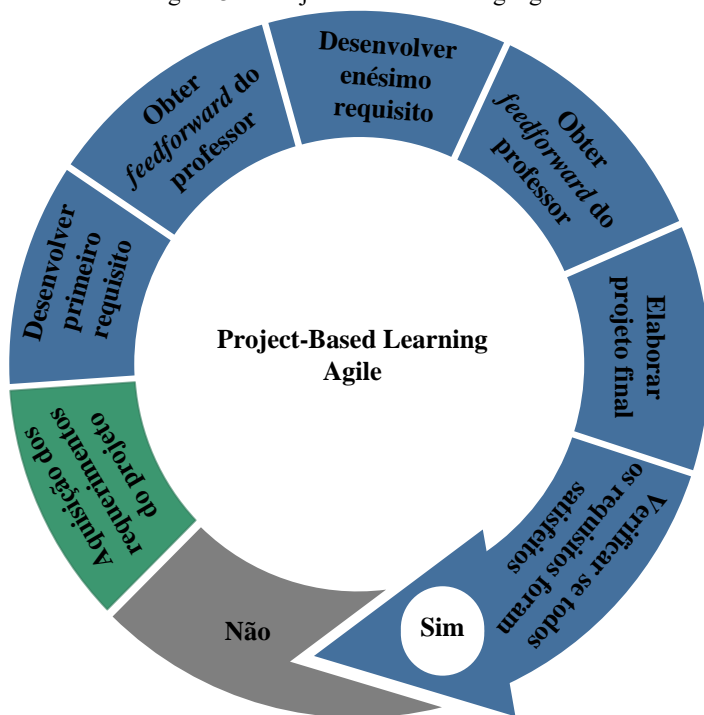 Desenvolver
enésimo
requisito
Obter
feedforward do
professor
Elaborar
projeto final
Verificar se todos
os requisitos foram
satisfeitos
Sim
Não
Aquisição dos
requerimentos
do projeto
Desenvolver
primeiro
requisito
Obter
feedforward do
professor
Project-Based Learning
Agile